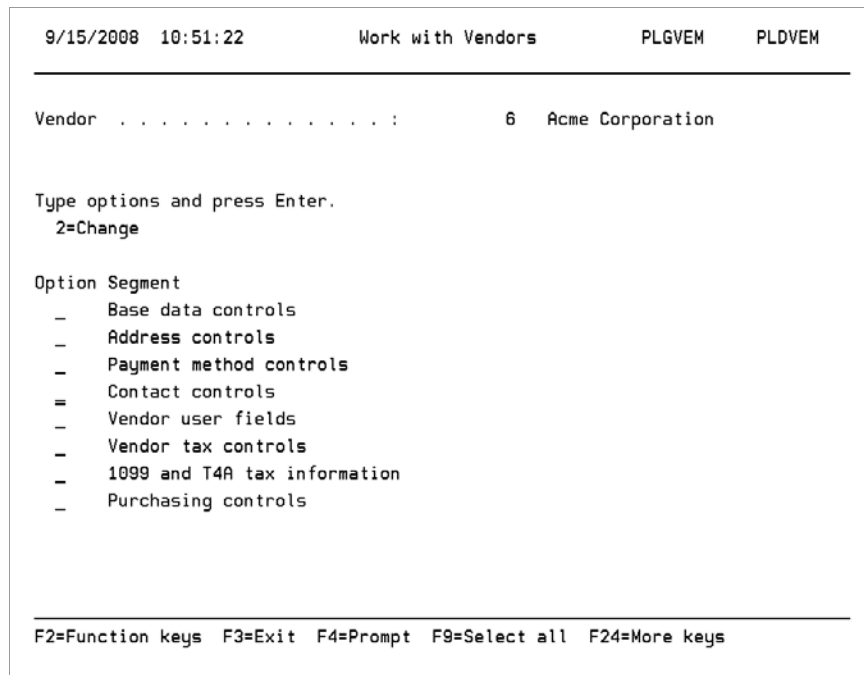 9/15/2008 10:51:22 Work with Vendors PLGVEM PLDVEM
Vendor . . . . . . . . . . . . . : 6 Acme Corporation
Type options and press Enter.
2=Change
Option Segment
_ Base data controls
_ Address controls
_ Payment method controls
_ Contact controls
_ Vendor user fields
_ Vendor tax controls
_ 1099 and T4A tax information
_ Purchasing controls
F2=Function keys F3=Exit F4=Prompt F9=Select all F24=More keys